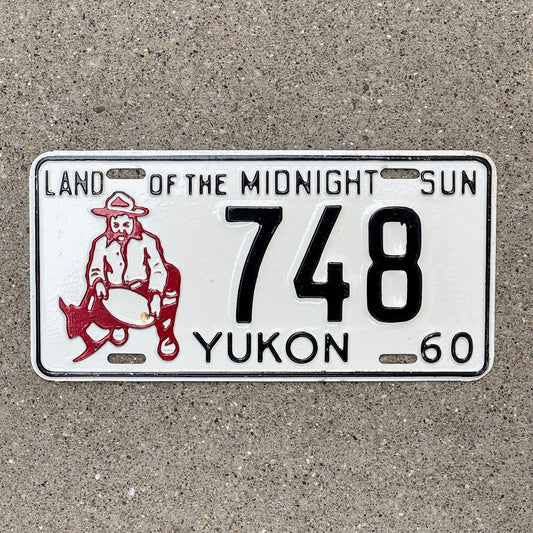 LAND OF THE MIDNIGHT SUN
748
YUKON 60